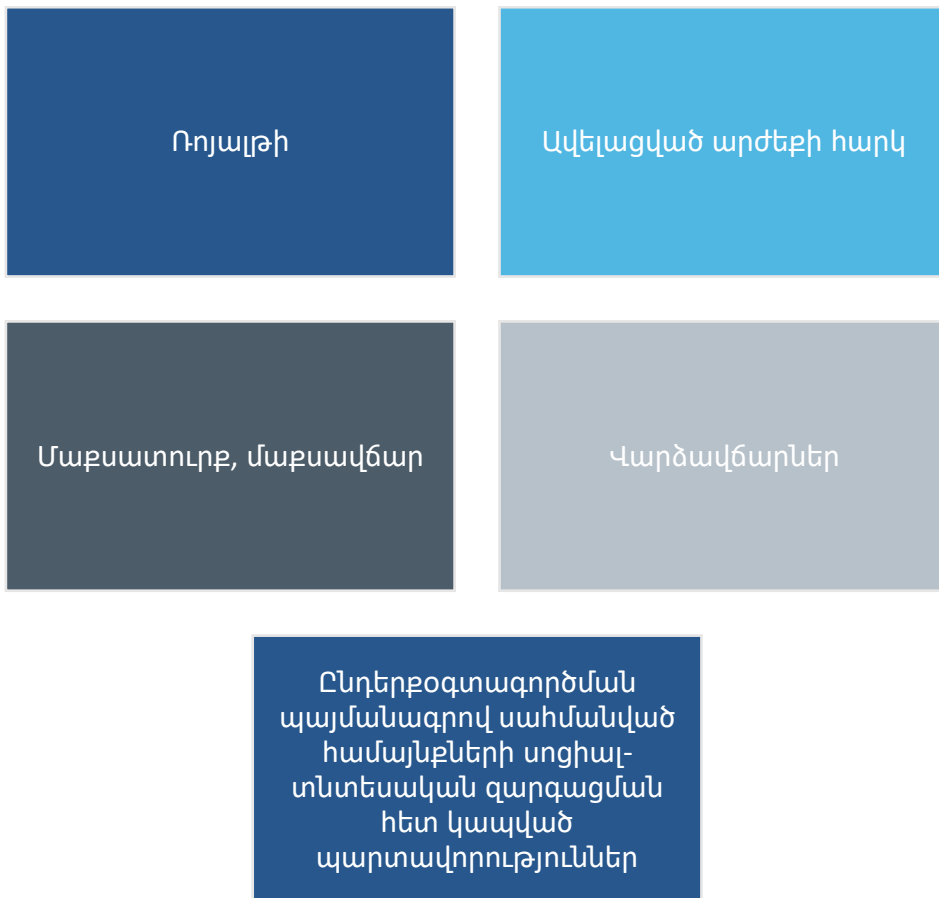 Ռոյալթի
Ավելացված արժեքի հարկ
Մաքսատուրք, մաքսավճար
Վարձավճարներ
Ընդերքօգտագործման
պայմանագրով սահմանված
համայնքների սոցիալ-
տնտեսական զարգացման
հետ կապված
պարտավորություններ